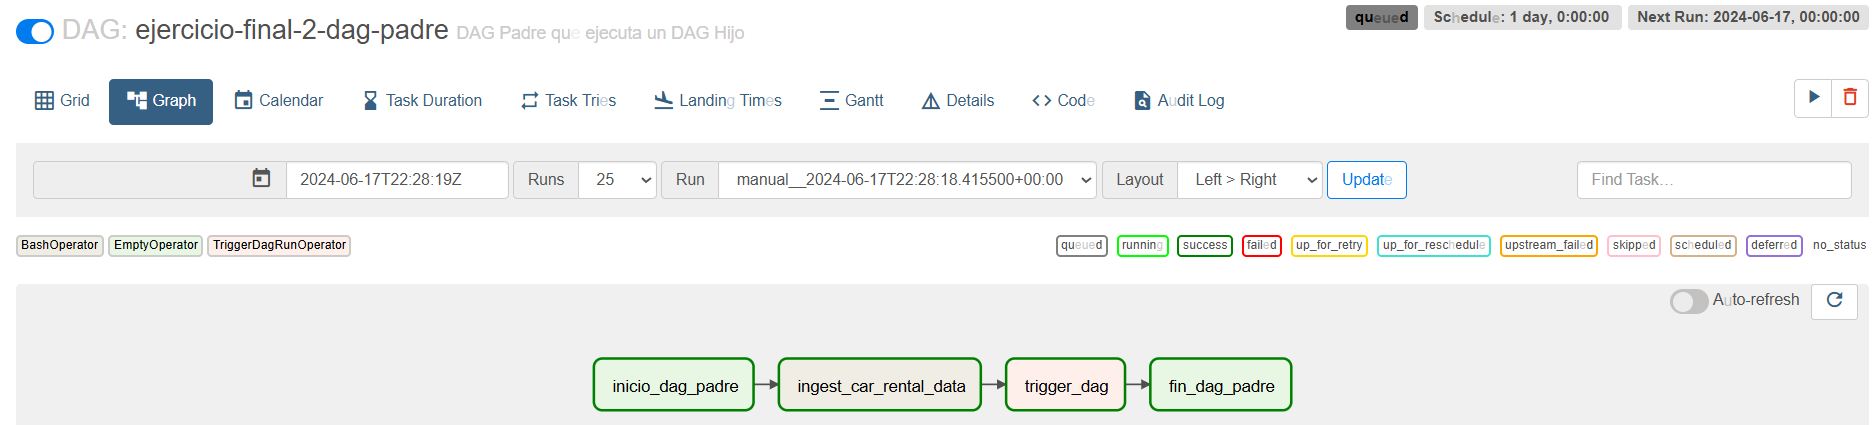 DAG: ejercicio-final-2-dag-padre DAG Padre que ejecuta un DAG Hijo queued Schedule: 1 day, 0:00:00 Next Run: 2024-06-17, 00:00:00
Grid Graph Calendar Task Duration Task Tries Landing Times Gantt Details Code Audit Log
2024-06-17T22:28:19Z Runs 25 Run manual__2024-06-17T22:28:18.415500+00:00 Layout Left > Right Update Find Task...
BashOperator EmptyOperator TriggerDagRunOperator queued running success failed up_for_retry up_for_reschedule upstream_failed skipped scheduled deferred no_status
Auto-refresh
inicio_dag_padre ingest_car_rental_data trigger_dag fin_dag_padre